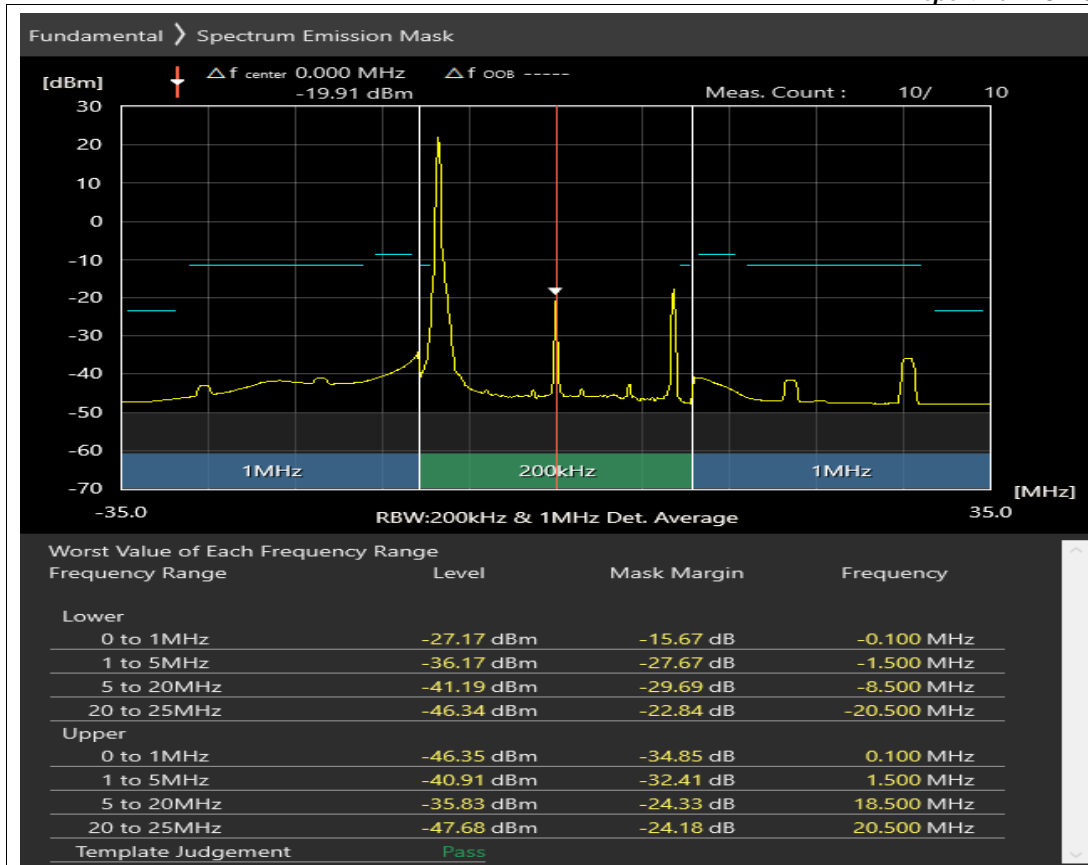 Fundamental ❯ Spectrum Emission Mask
[dBm] △ f center 0.000 MHz △ f OOB -----
-19.91 dBm Meas. Count : 10/ 10
30
20
10
0
-10
-20
-30
-40
-50
-60
1MHz 200kHz 1MHz
-70 [MHz]
-35.0 RBW:200kHz & 1MHz Det. Average 35.0
Worst Value of Each Frequency Range
Frequency Range Level Mask Margin Frequency
Lower
0 to 1MHz -27.17 dBm -15.67 dB -0.100 MHz
1 to 5MHz -36.17 dBm -27.67 dB -1.500 MHz
5 to 20MHz -41.19 dBm -29.69 dB -8.500 MHz
20 to 25MHz -46.34 dBm -22.84 dB -20.500 MHz
Upper
0 to 1MHz -46.35 dBm -34.85 dB 0.100 MHz
1 to 5MHz -40.91 dBm -32.41 dB 1.500 MHz
5 to 20MHz -35.83 dBm -24.33 dB 18.500 MHz
20 to 25MHz -47.68 dBm -24.18 dB 20.500 MHz
Template Judgement Pass